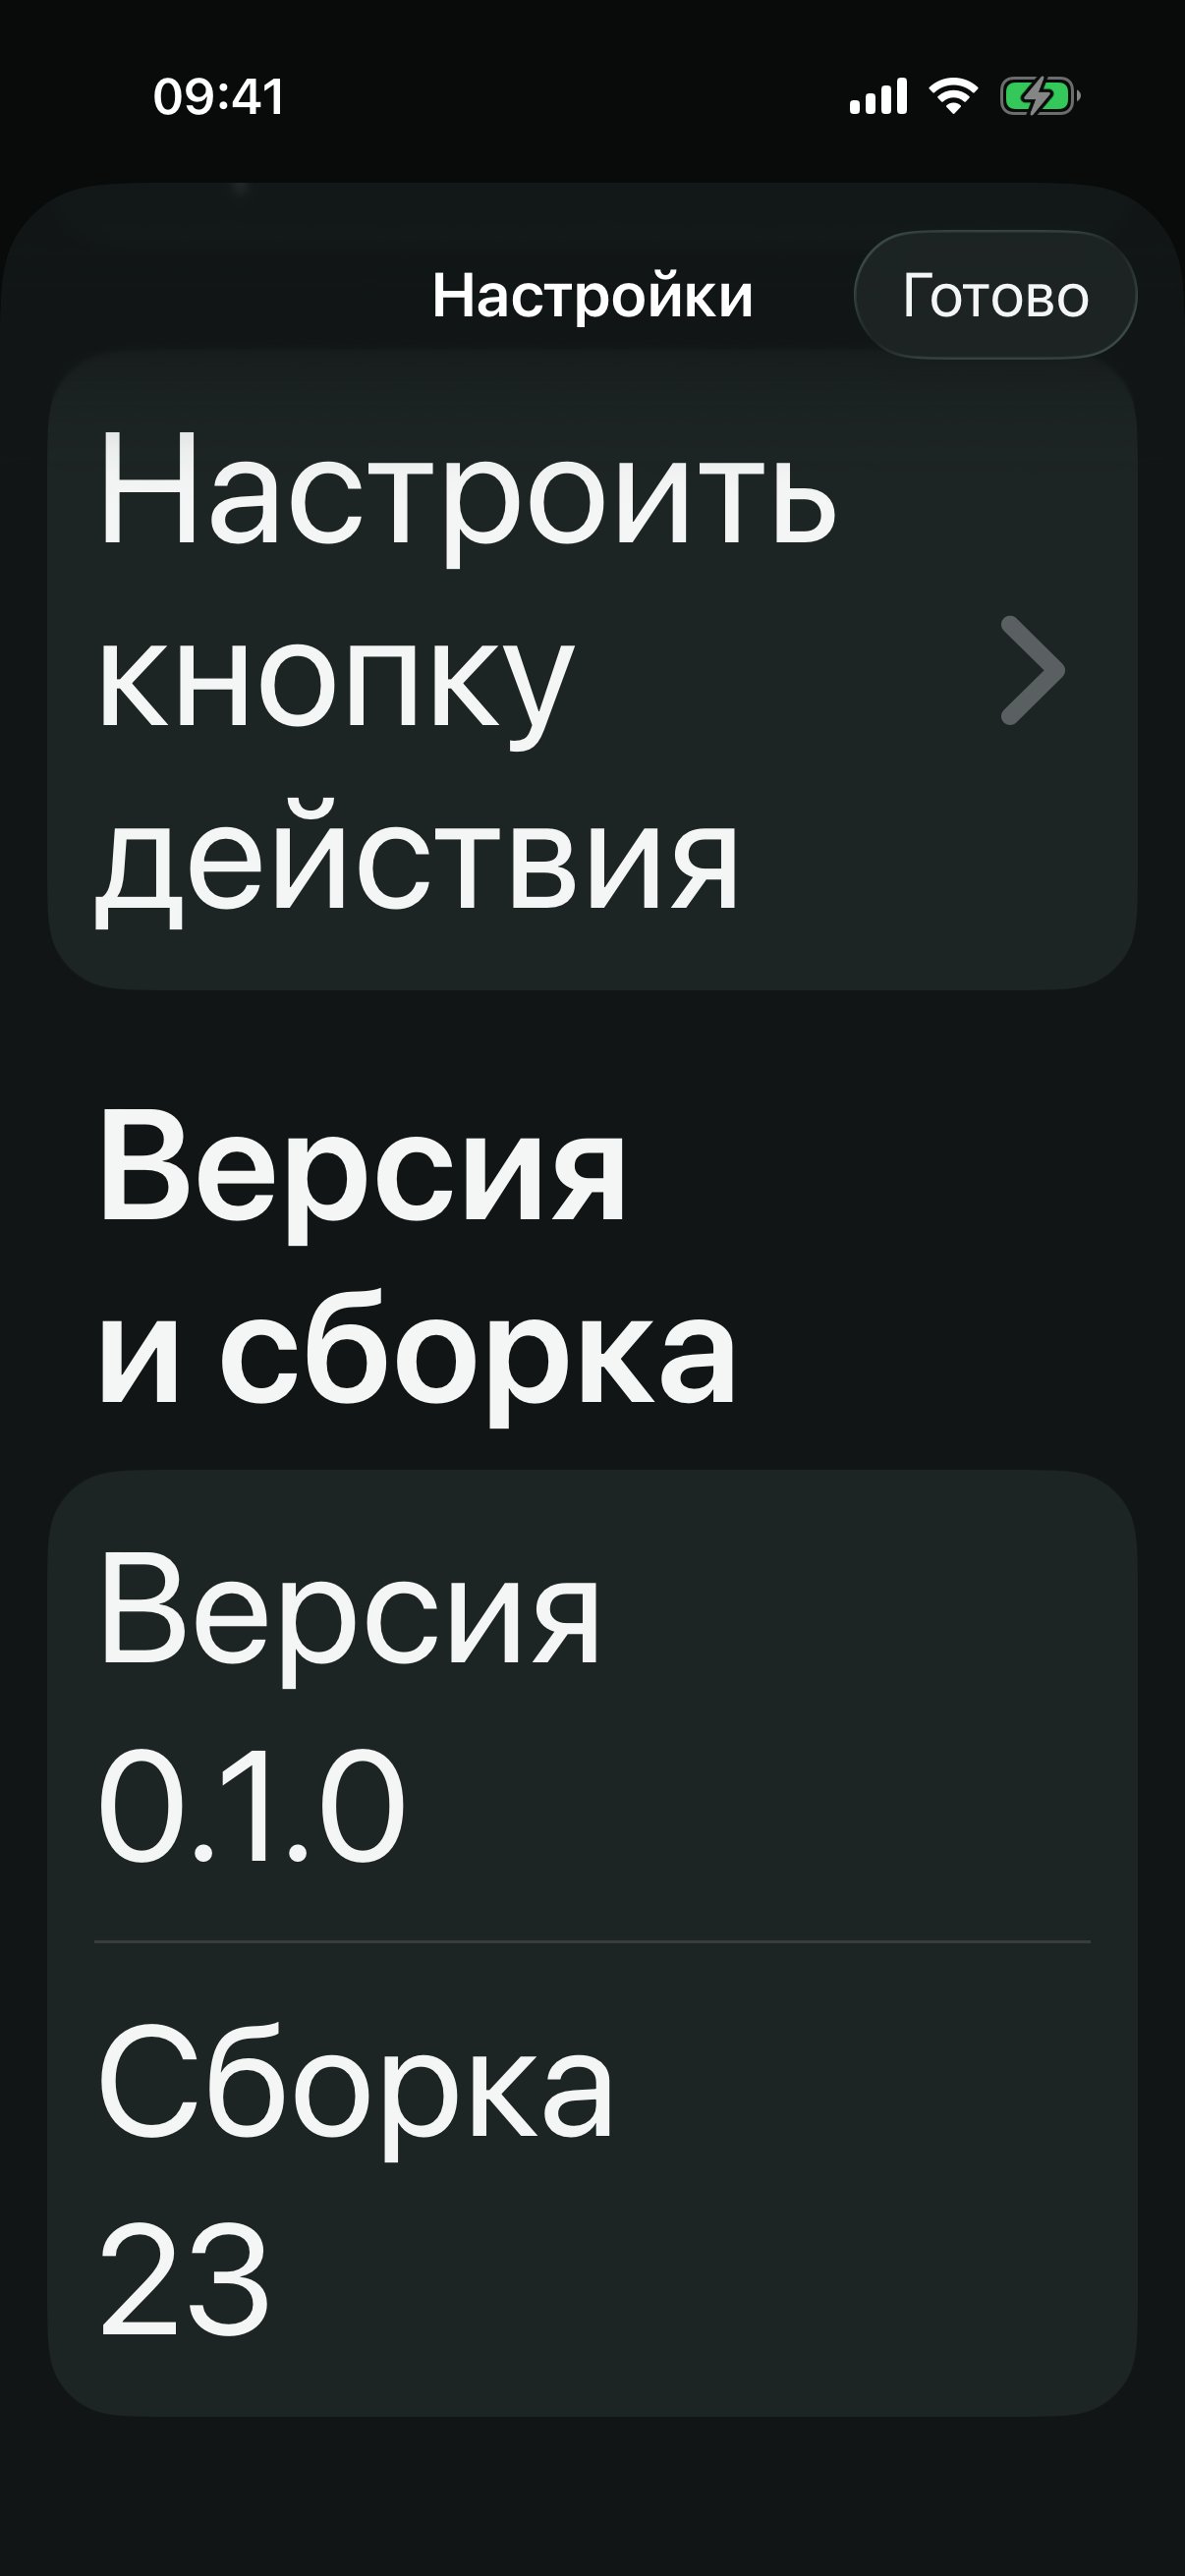 09:41
Настройки
Готово
Настроить
кнопку
действия
Версия
и сборка
Версия
0.1.0
Сборка
23